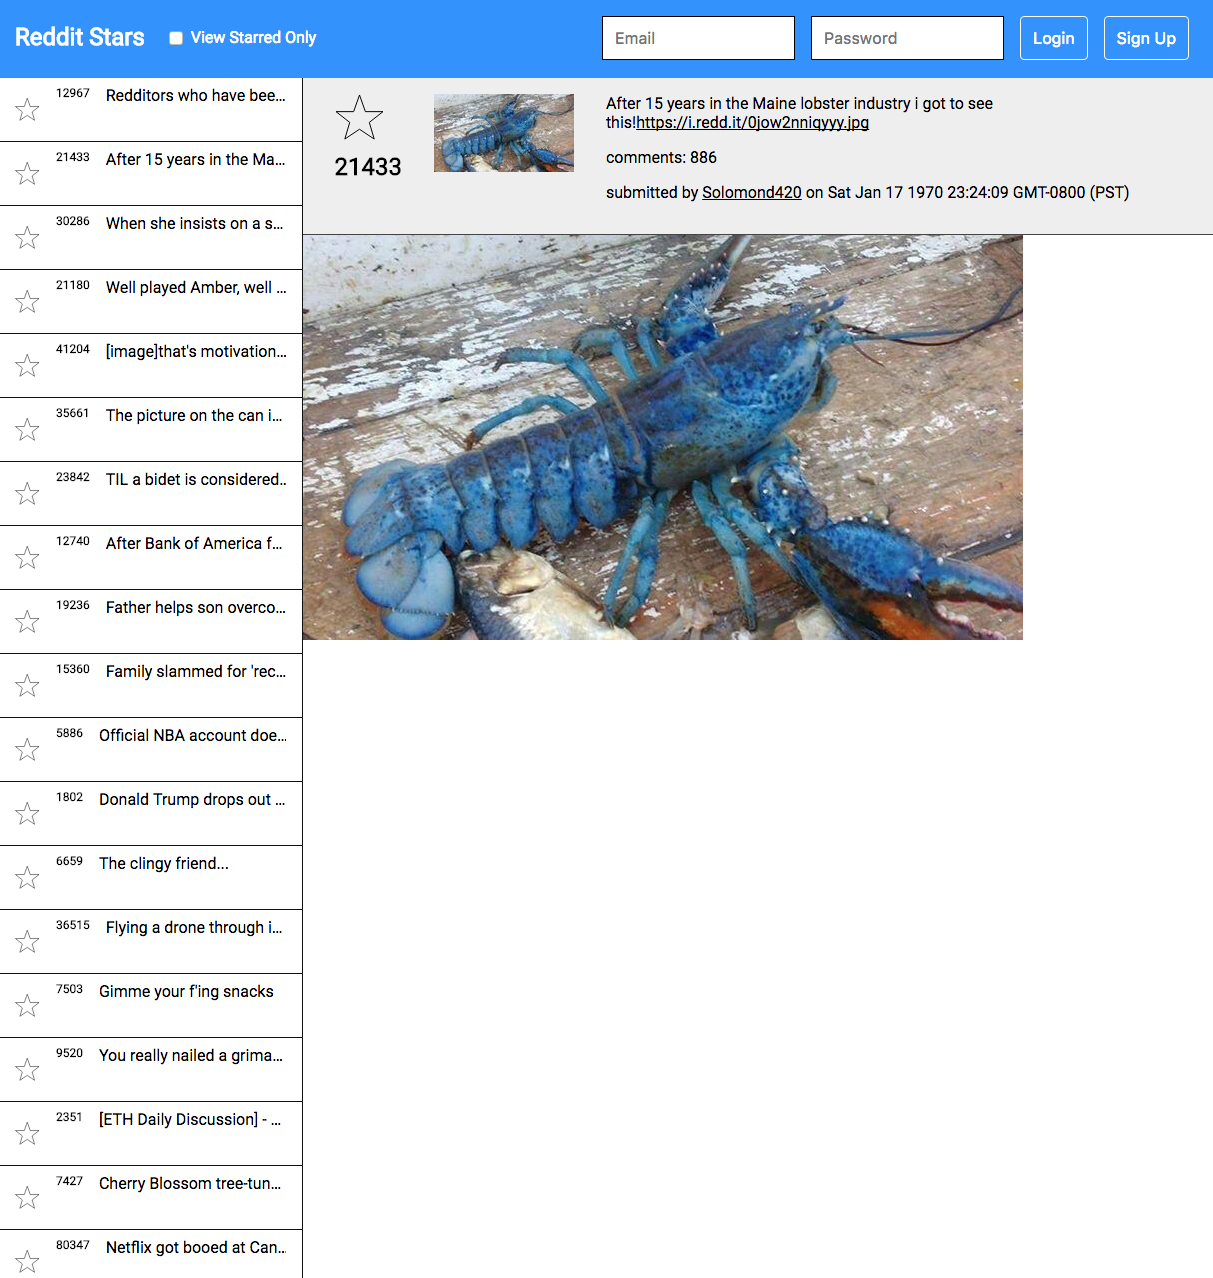 Reddit Stars View Starred Only Email Password Login Sign Up
12967 Redditors who have bee...
21433 After 15 years in the Ma...
30286 When she insists on a s...
21180 Well played Amber, well ...
41204 [image]that's motivation...
35661 The picture on the can i...
23842 TIL a bidet is considered..
12740 After Bank of America f...
19236 Father helps son overco...
15360 Family slammed for 'rec...
5886 Official NBA account doe...
1802 Donald Trump drops out ...
6659 The clingy friend...
36515 Flying a drone through i...
7503 Gimme your f'ing snacks
9520 You really nailed a grima...
2351 [ETH Daily Discussion] - ...
7427 Cherry Blossom tree-tun...
80347 Netflix got booed at Can...
21433
After 15 years in the Maine lobster industry i got to see
this!https://i.redd.it/0jow2nniqyyy.jpg
comments: 886
submitted by Solomond420 on Sat Jan 17 1970 23:24:09 GMT-0800 (PST)